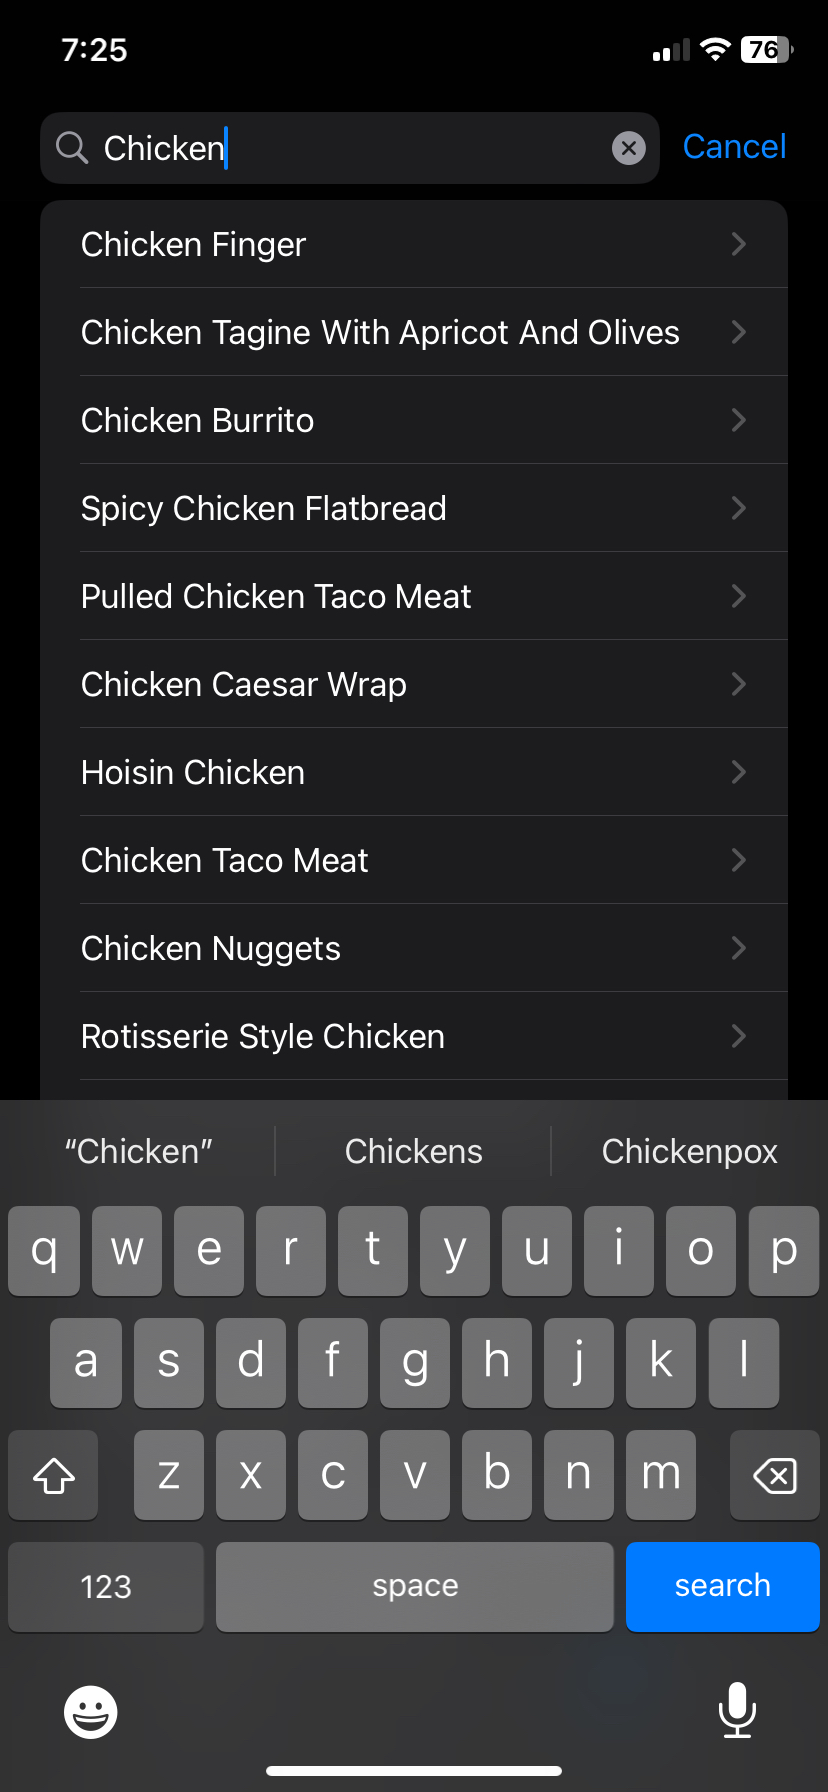 7:25
76
Chicken
Cancel
Chicken Finger
Chicken Tagine With Apricot And Olives
Chicken Burrito
Spicy Chicken Flatbread
Pulled Chicken Taco Meat
Chicken Caesar Wrap
Hoisin Chicken
Chicken Taco Meat
Chicken Nuggets
Rotisserie Style Chicken
“Chicken” Chickens Chickenpox
q w e r t y u i o p
a s d f g h j k l
z x c v b n m
123 space search